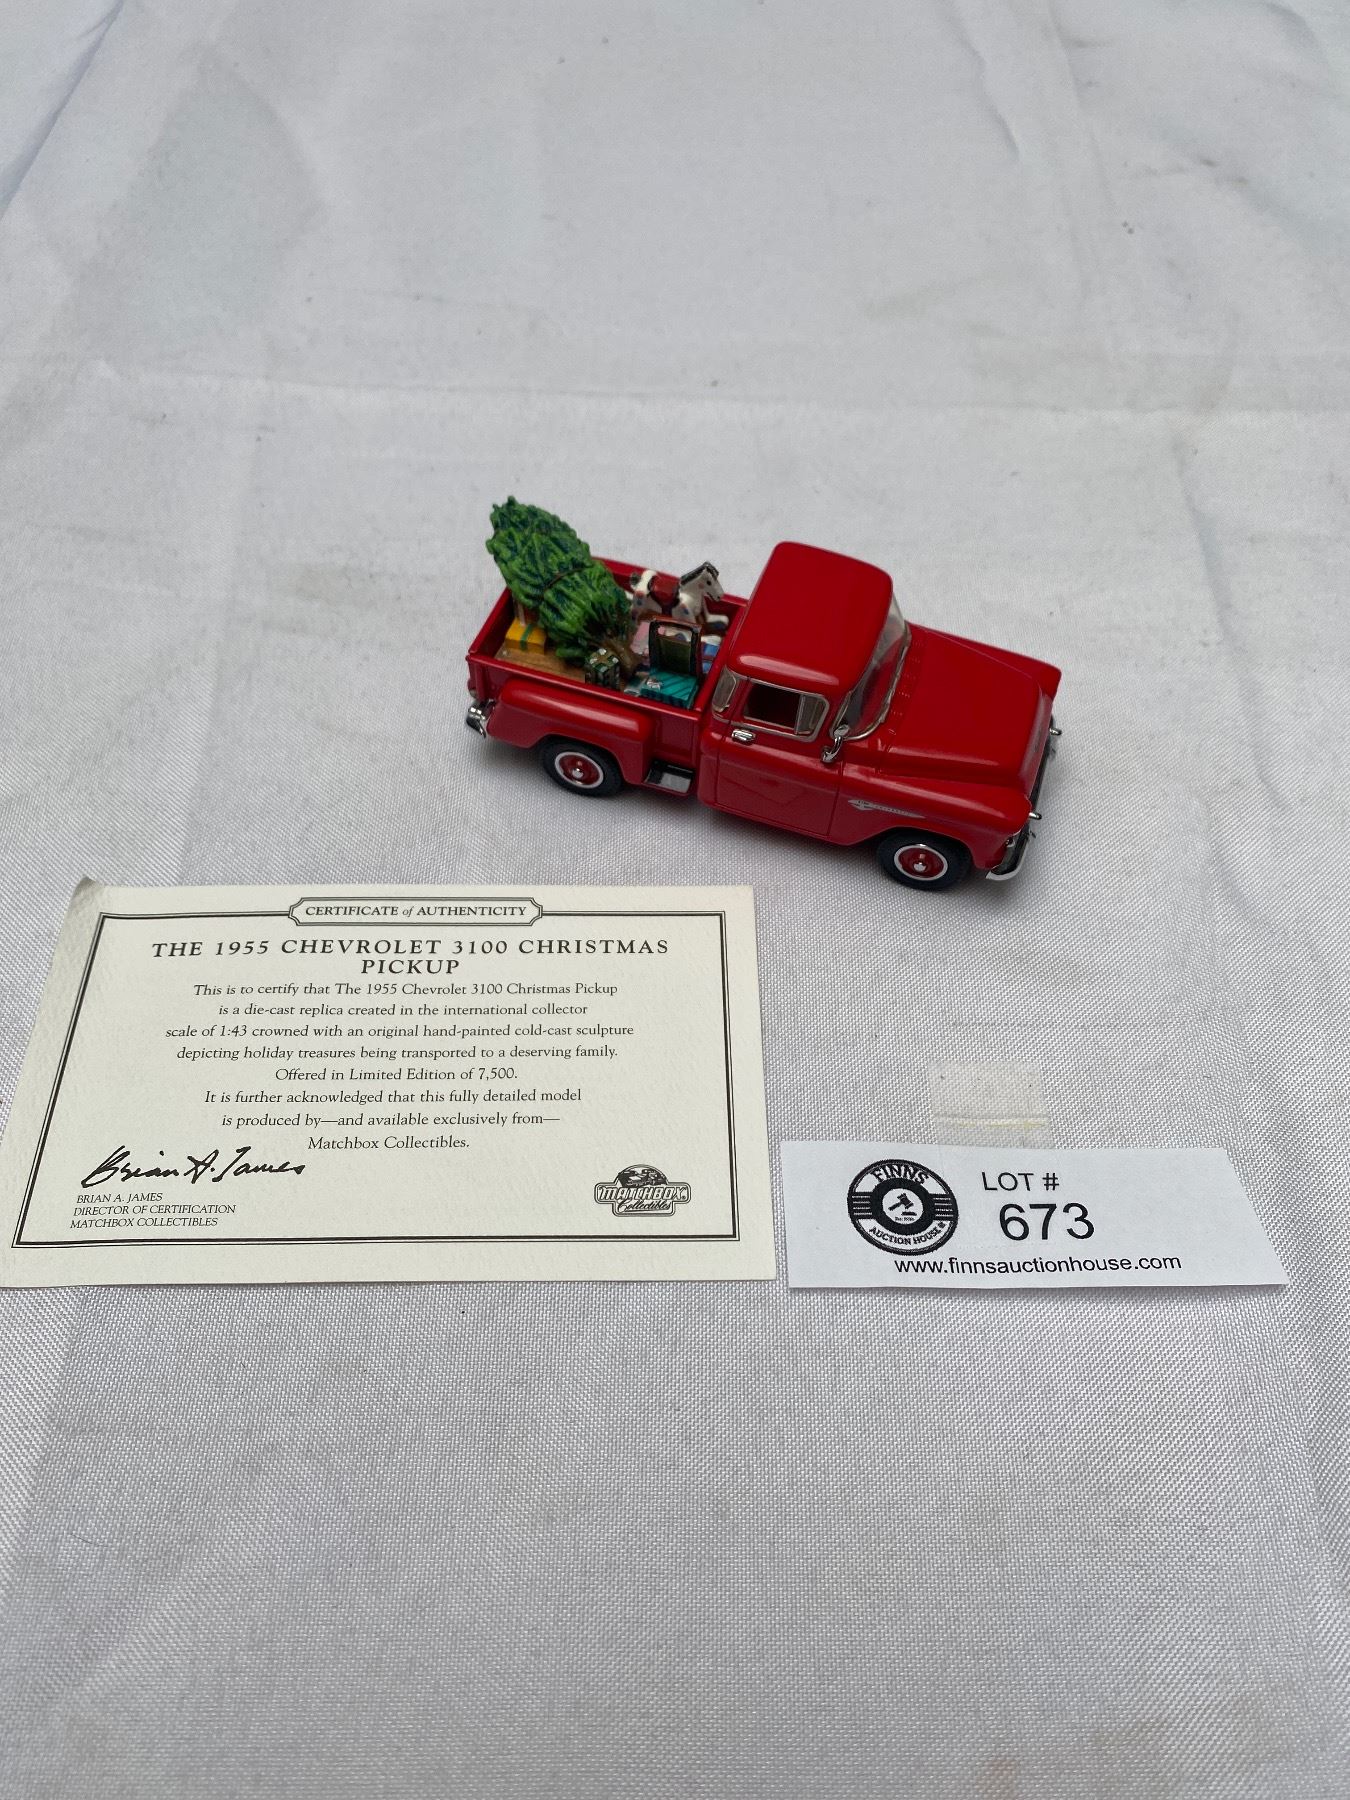 CERTIFICATE of AUTHENTICITY
THE 1955 CHEVROLET 3100 CHRISTMAS
PICKUP
This is to certify that The 1955 Chevrolet 3100 Christmas Pickup
is a die-cast replica created in the international collector
scale of 1:43 crowned with an original hand-painted cold-cast sculpture
depicting holiday treasures being transported to a deserving family.
Offered in Limited Edition of 7,500.
It is further acknowledged that this fully detailed model
is produced by—and available exclusively from—
Matchbox Collectibles.
Brian A. James
BRIAN A. JAMES
DIRECTOR OF CERTIFICATION
MATCHBOX COLLECTIBLES
MATCHBOX
Collectibles
FINNS
AUCTION HOUSE
LOT #
673
www.finnsauctionhouse.com